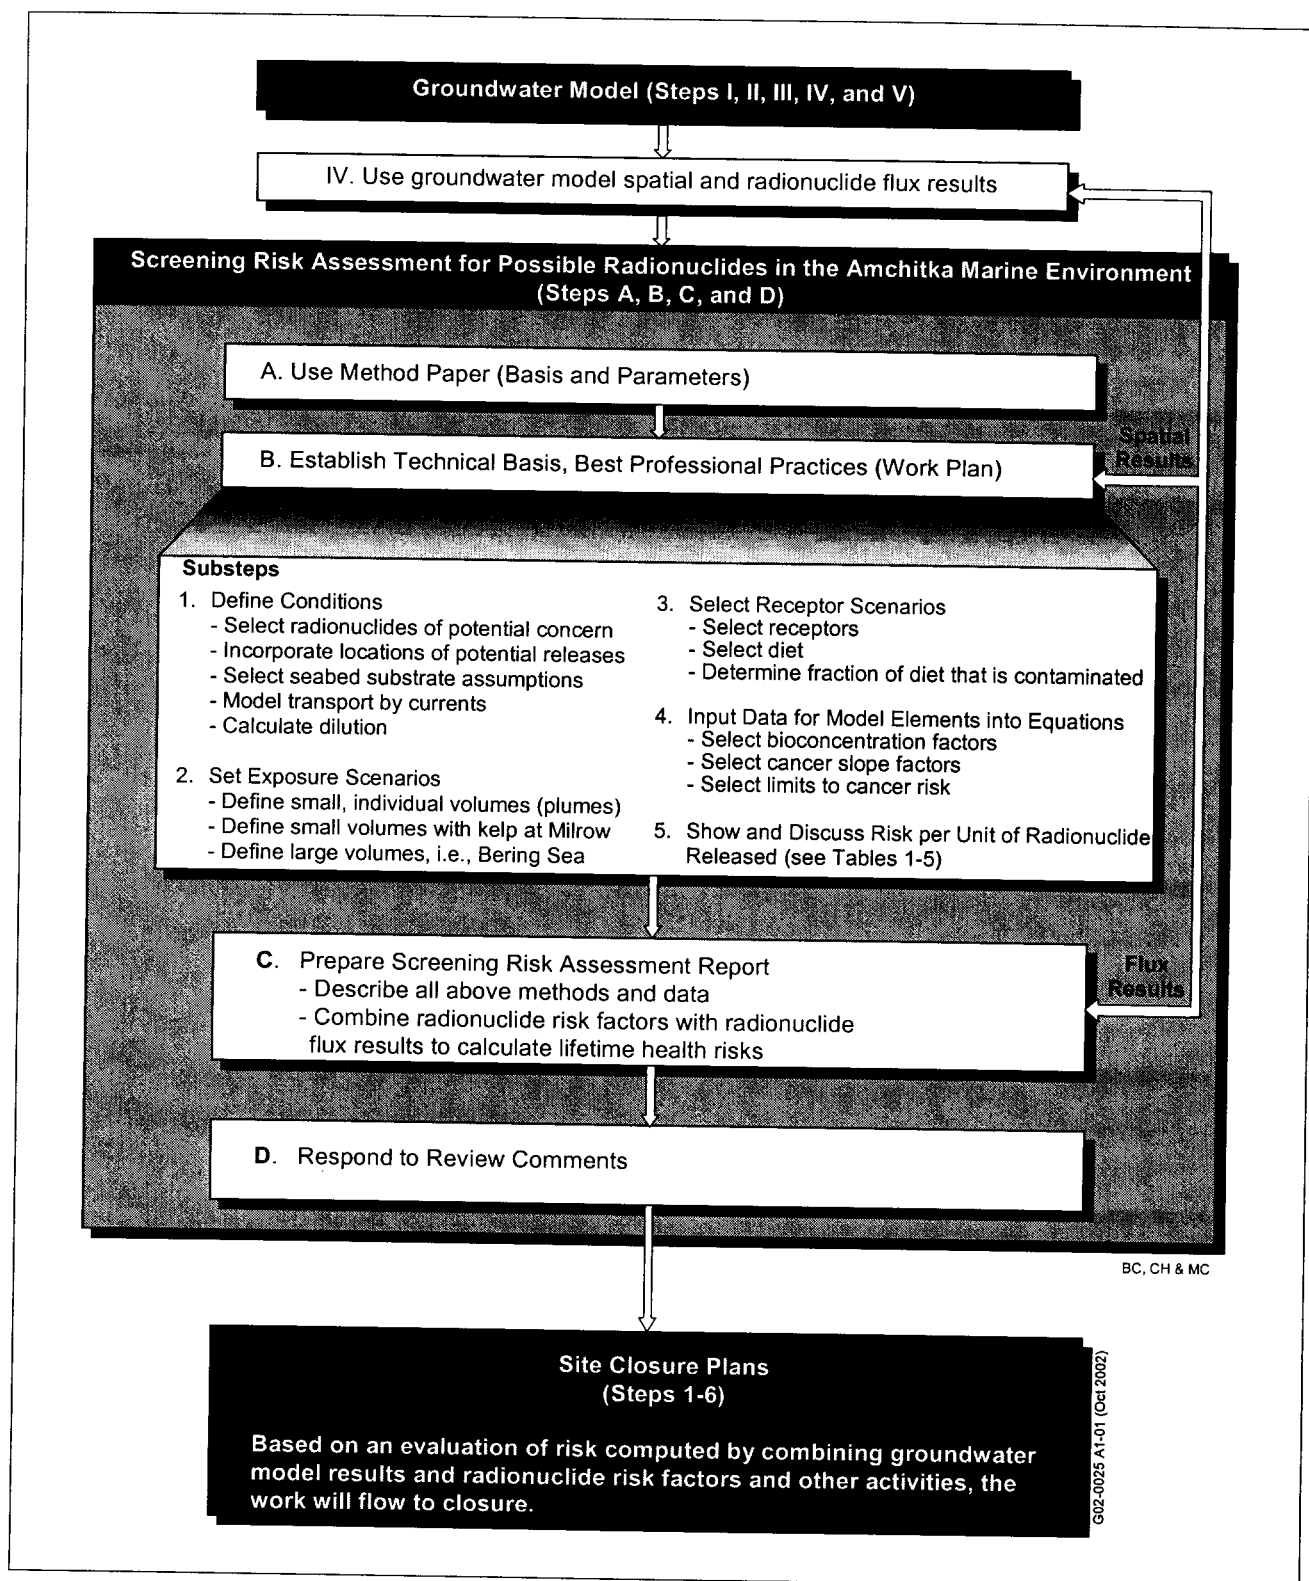 Groundwater Model (Steps I, II, III, IV, and V)
IV. Use groundwater model spatial and radionuclide flux results
Screening Risk Assessment for Possible Radionuclides in the Amchitka Marine Environment
(Steps A, B, C, and D)
A. Use Method Paper (Basis and Parameters)
B. Establish Technical Basis, Best Professional Practices (Work Plan)
Spatial
Results
Substeps
1. Define Conditions
- Select radionuclides of potential concern
- Incorporate locations of potential releases
- Select seabed substrate assumptions
- Model transport by currents
- Calculate dilution
2. Set Exposure Scenarios
- Define small, individual volumes (plumes)
- Define small volumes with kelp at Milrow
- Define large volumes, i.e., Bering Sea
3. Select Receptor Scenarios
- Select receptors
- Select diet
- Determine fraction of diet that is contaminated
4. Input Data for Model Elements into Equations
- Select bioconcentration factors
- Select cancer slope factors
- Select limits to cancer risk
5. Show and Discuss Risk per Unit of Radionuclide
Released (see Tables 1-5)
C. Prepare Screening Risk Assessment Report
- Describe all above methods and data
- Combine radionuclide risk factors with radionuclide
flux results to calculate lifetime health risks
Flux
Results
D. Respond to Review Comments
BC, CH & MC
Site Closure Plans
(Steps 1-6)
Based on an evaluation of risk computed by combining groundwater
model results and radionuclide risk factors and other activities, the
work will flow to closure.
G02-0025 A1-01 (Oct 2002)